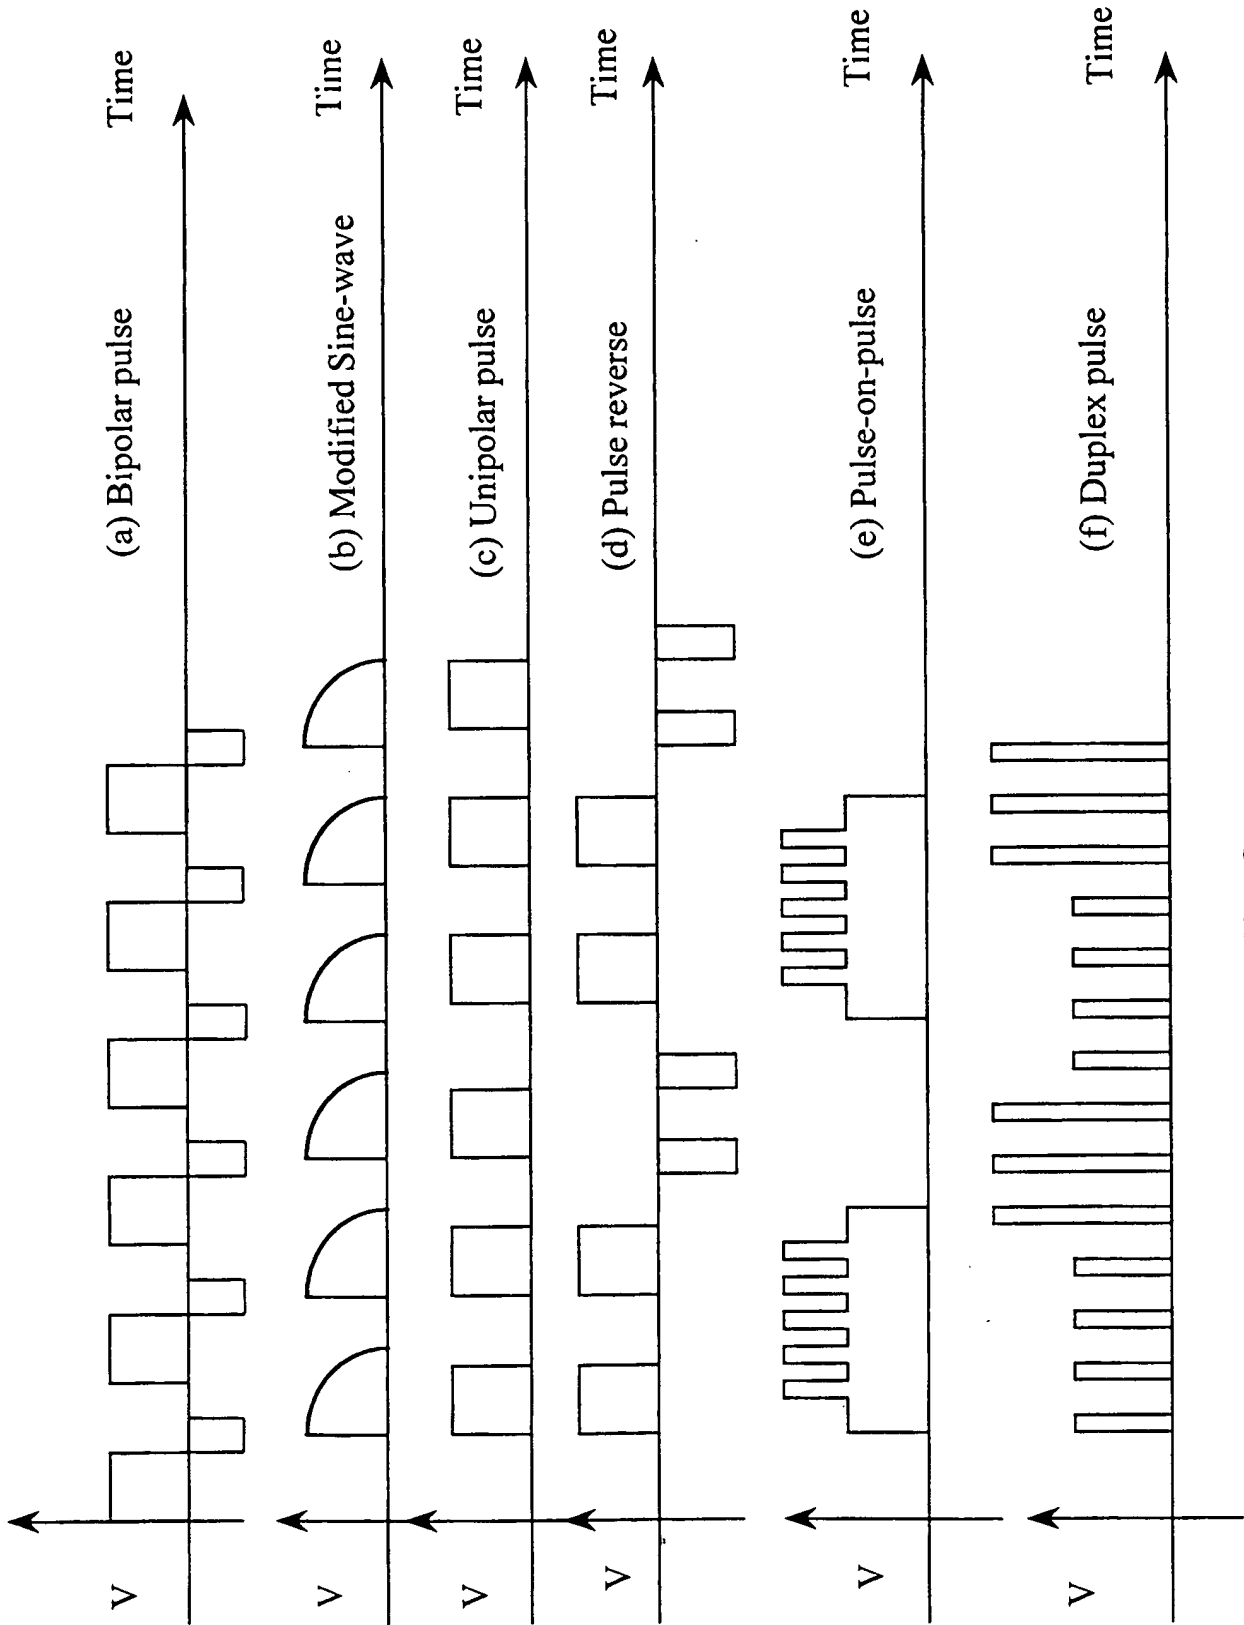 V
(a) Bipolar pulse
Time
V
(b) Modified Sine-wave
Time
V
(c) Unipolar pulse
Time
V
(d) Pulse reverse
Time
V
(e) Pulse-on-pulse
Time
V
(f) Duplex pulse
Time